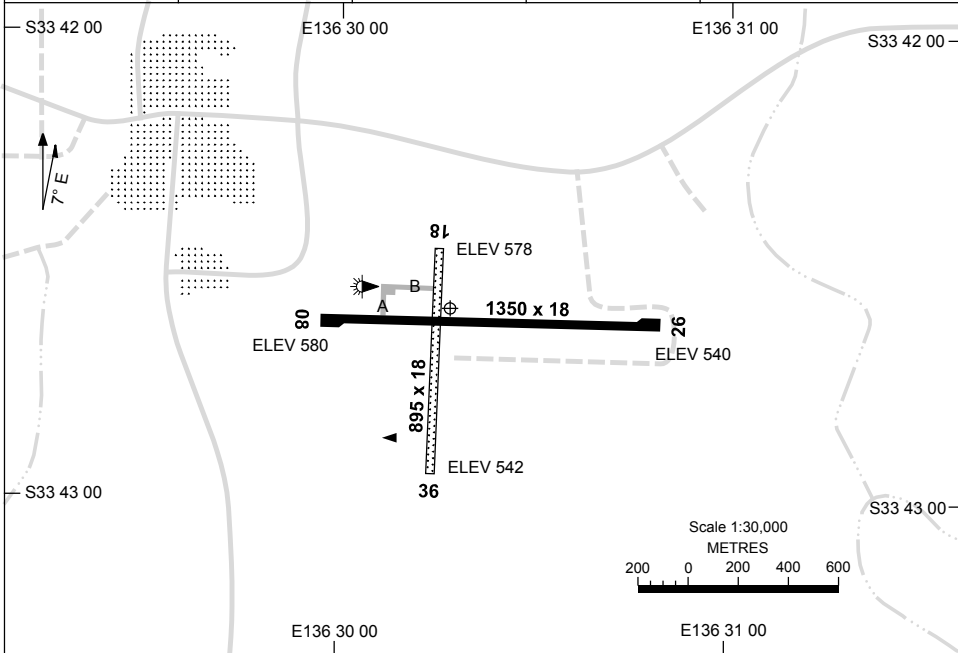 S33 42 00
E136 30 00
E136 31 00
S33 42 00
7° E
18
ELEV 578
B
A
1350 x 18
08
26
ELEV 580
ELEV 540
895 x 18
ELEV 542
36
S33 43 00
S33 43 00
Scale 1:30,000
METRES
200 0 200 400 600
E136 30 00
E136 31 00